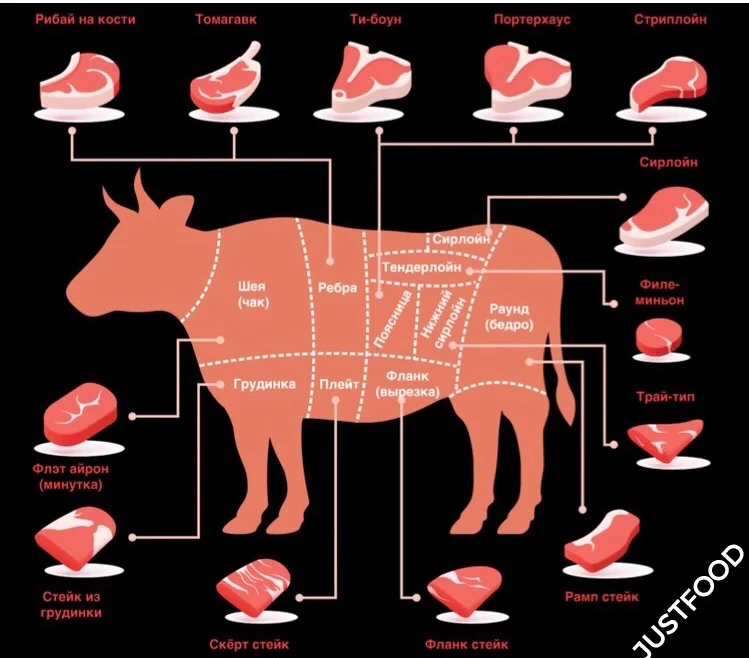 Рибай на кости
Томагавк
Ти-боун
Портерхаус
Стриплойн
Сирлойн
Сирлойн
Тендерлойн
Шея
(чак)
Ребра
Поясница
Нижний
сирлойн
Раунд
(бедро)
Филе-
миньон
Грудинка
Плейт
Фланк
(вырезка)
Трай-тип
Флэт айрон
(минутка)
Стейк из
грудинки
Скёрт стейк
Фланк стейк
Рамп стейк
JUSTFOOD